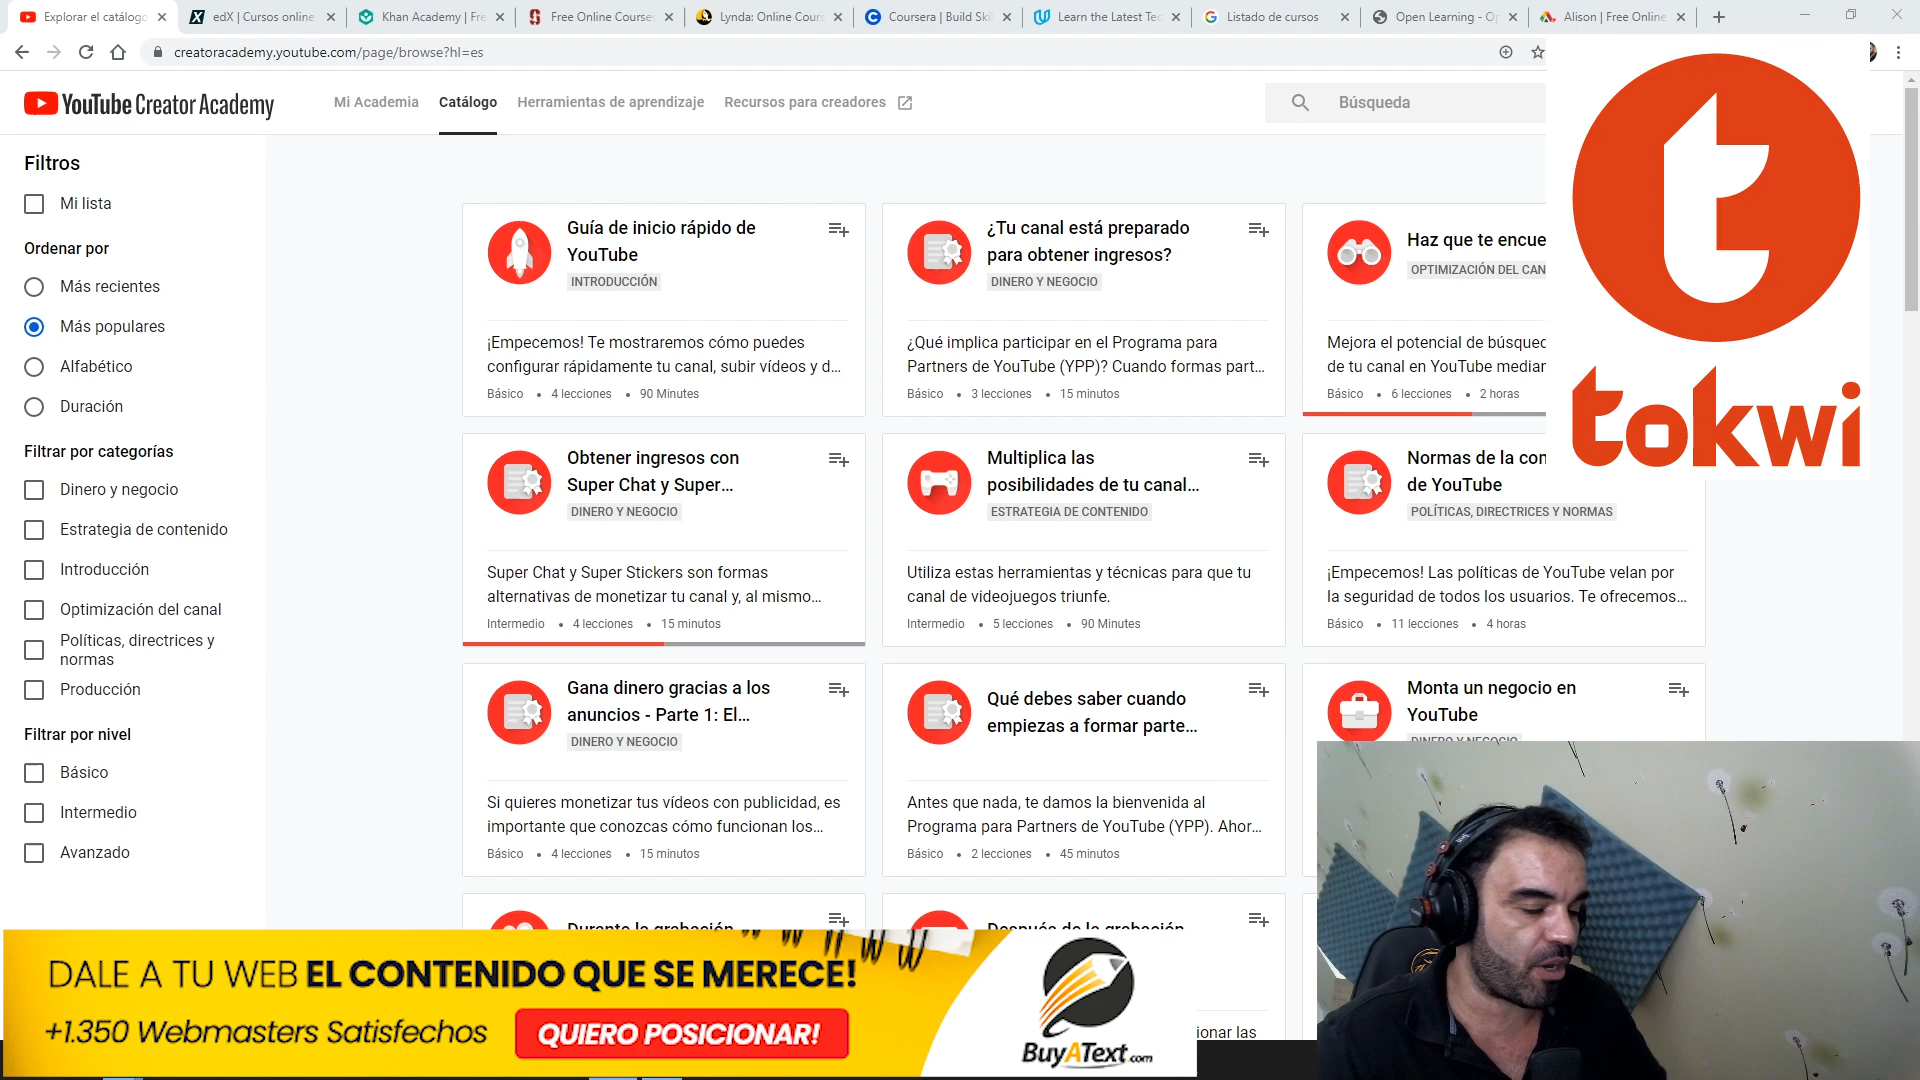 Explorar el catálogo
edX | Cursos online
Khan Academy | Fre
Free Online Courses
Lynda: Online Cours
Coursera | Build Skil
Learn the Latest Tec
Listado de cursos
Open Learning - Op
Alison | Free Online
creatoracademy.youtube.com/page/browse?hl=es
YouTube Creator Academy
Mi Academia
Catálogo
Herramientas de aprendizaje
Recursos para creadores
Búsqueda
Filtros
Mi lista
Ordenar por
Más recientes
Más populares
Alfabético
Duración
Filtrar por categorías
Dinero y negocio
Estrategia de contenido
Introducción
Optimización del canal
Políticas, directrices y
normas
Producción
Filtrar por nivel
Básico
Intermedio
Avanzado
Guía de inicio rápido de
YouTube
INTRODUCCIÓN
¡Empecemos! Te mostraremos cómo puedes
configurar rápidamente tu canal, subir vídeos y d...
Básico • 4 lecciones • 90 Minutes
¿Tu canal está preparado
para obtener ingresos?
DINERO Y NEGOCIO
¿Qué implica participar en el Programa para
Partners de YouTube (YPP)? Cuando formas part...
Básico • 3 lecciones • 15 minutos
Haz que te encue
OPTIMIZACIÓN DEL CAN
Mejora el potencial de búsqued
de tu canal en YouTube median
Básico • 6 lecciones • 2 horas
tokwi
Obtener ingresos con
Super Chat y Super...
DINERO Y NEGOCIO
Super Chat y Super Stickers son formas
alternativas de monetizar tu canal y, al mismo...
Intermedio • 4 lecciones • 15 minutos
Multiplica las
posibilidades de tu canal...
ESTRATEGIA DE CONTENIDO
Utiliza estas herramientas y técnicas para que tu
canal de videojuegos triunfe.
Intermedio • 5 lecciones • 90 Minutes
Normas de la con
de YouTube
POLÍTICAS, DIRECTRICES Y NORMAS
¡Empecemos! Las políticas de YouTube velan por
la seguridad de todos los usuarios. Te ofrecemos...
Básico • 11 lecciones • 4 horas
Gana dinero gracias a los
anuncios - Parte 1: El...
DINERO Y NEGOCIO
Si quieres monetizar tus vídeos con publicidad, es
importante que conozcas cómo funcionan los...
Básico • 4 lecciones • 15 minutos
Qué debes saber cuando
empiezas a formar parte...
Antes que nada, te damos la bienvenida al
Programa para Partners de YouTube (YPP). Ahor...
Básico • 2 lecciones • 45 minutos
Monta un negocio en
YouTube
DINERO Y NEGOCIO
Durante la grabación
Después de la grabación
ionar las
DALE A TU WEB EL CONTENIDO QUE SE MERECE!
+1.350 Webmasters Satisfechos
QUIERO POSICIONAR!
BuyAText.com